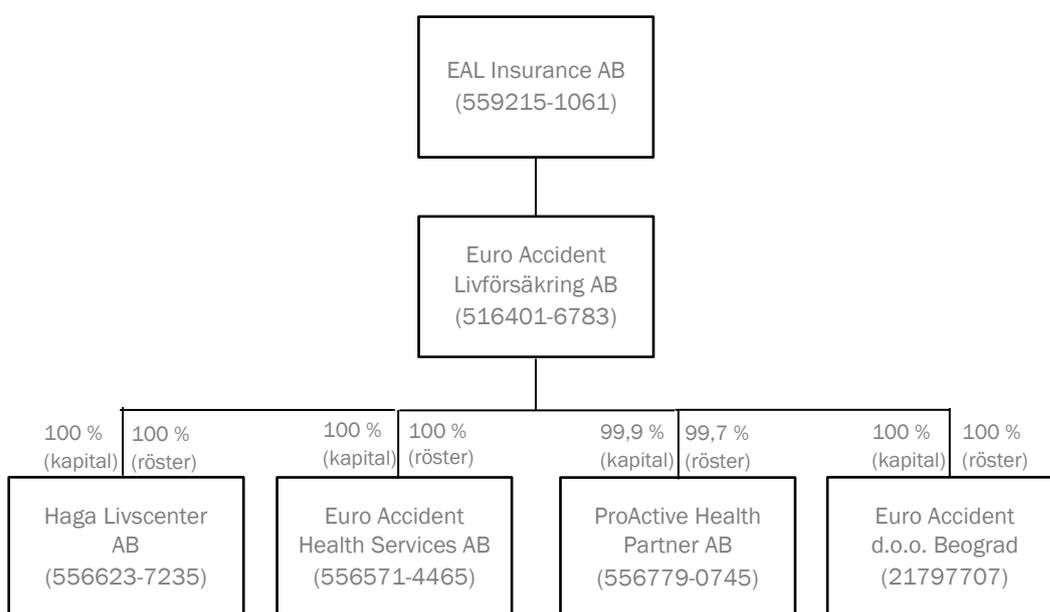 EAL Insurance AB
(559215-1061)
Euro Accident
Livförsäkring AB
(516401-6783)
100 %
(kapital)
100 %
(röster)
100 %
(kapital)
100 %
(röster)
99,9 %
(kapital)
99,7 %
(röster)
100 %
(kapital)
100 %
(röster)
Haga Livscenter
AB
(556623-7235)
Euro Accident
Health Services AB
(556571-4465)
ProActive Health
Partner AB
(556779-0745)
Euro Accident
d.o.o. Beograd
(21797707)